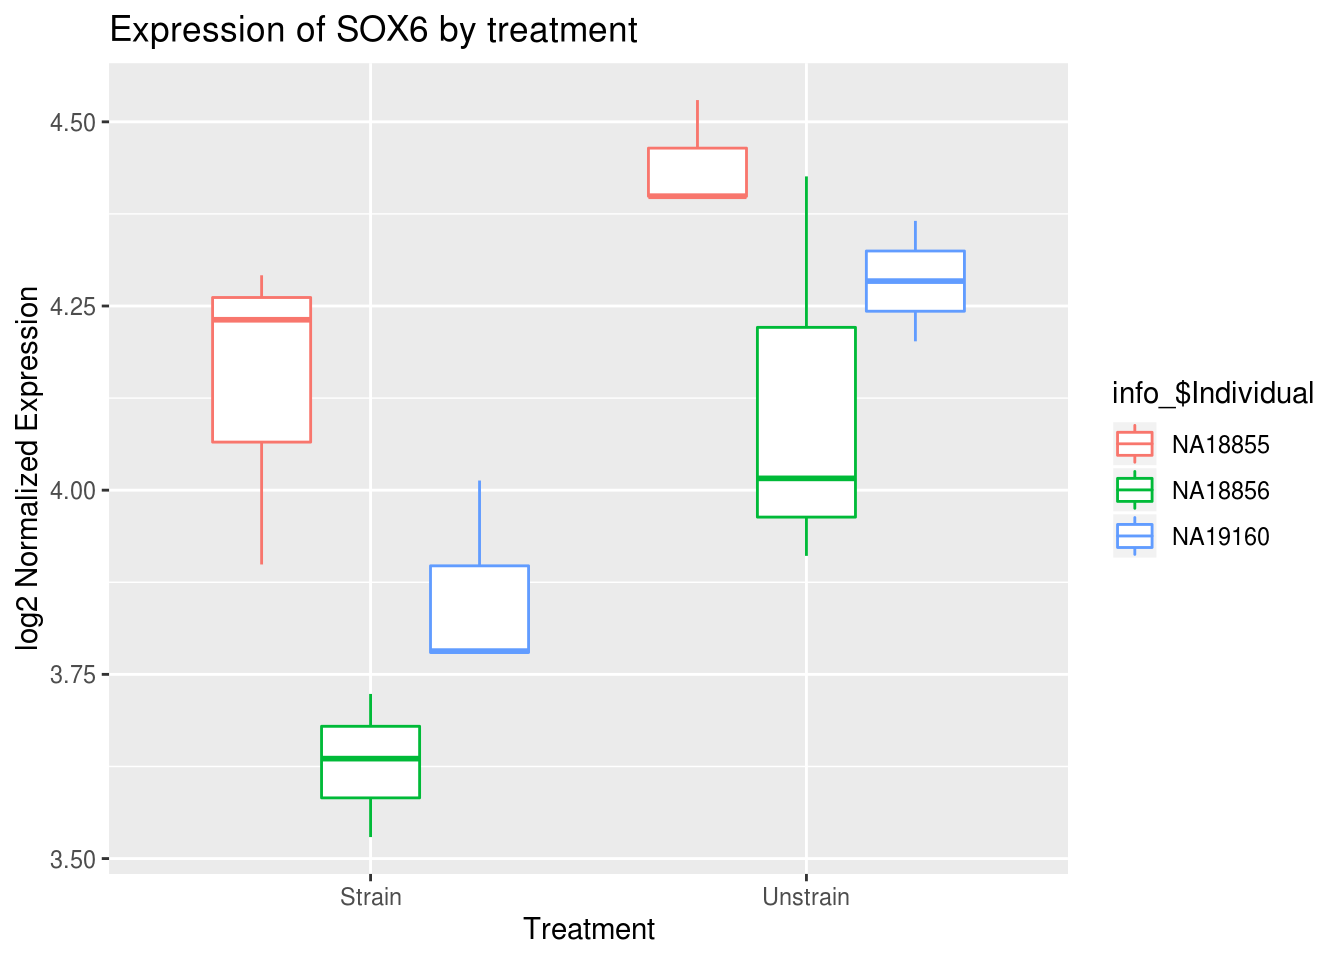 Expression of SOX6 by treatment
log2 Normalized Expression
4.50
4.25
4.00
3.75
3.50
Strain
Unstrain
Treatment
info_$Individual
NA18855
NA18856
NA19160